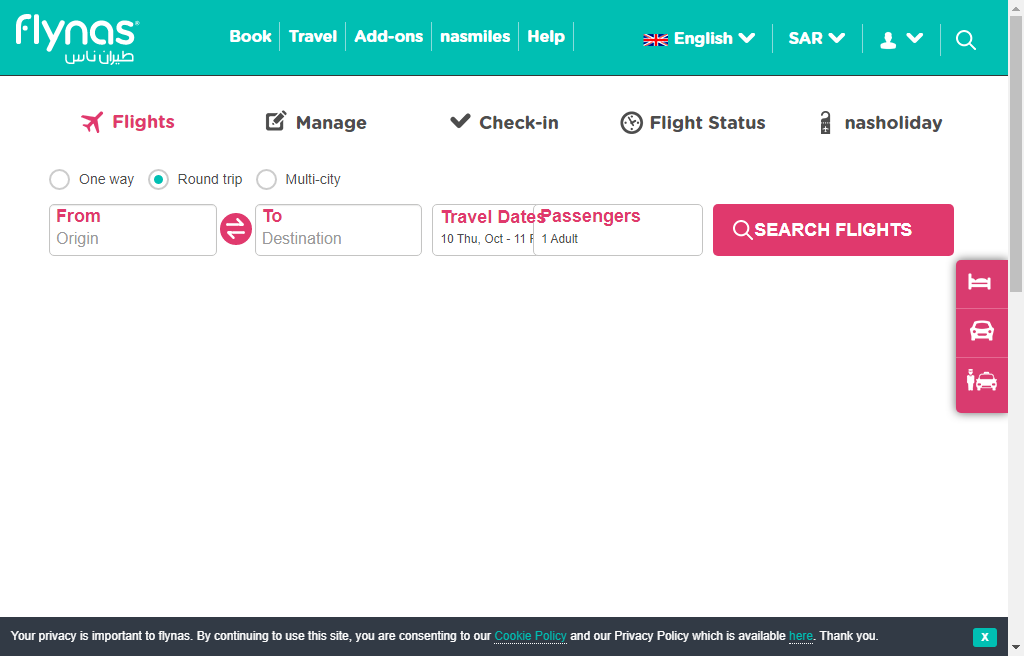 flynas
طيران ناس
Book Travel Add-ons nasmiles Help
English SAR
Flights Manage Check-in Flight Status nasholiday
One way Round trip Multi-city
From To Travel Dates Passengers
Origin Destination 10 Thu, Oct - 11 F 1 Adult
SEARCH FLIGHTS
Your privacy is important to flynas. By continuing to use this site, you are consenting to our Cookie Policy and our Privacy Policy which is available here. Thank you.
X